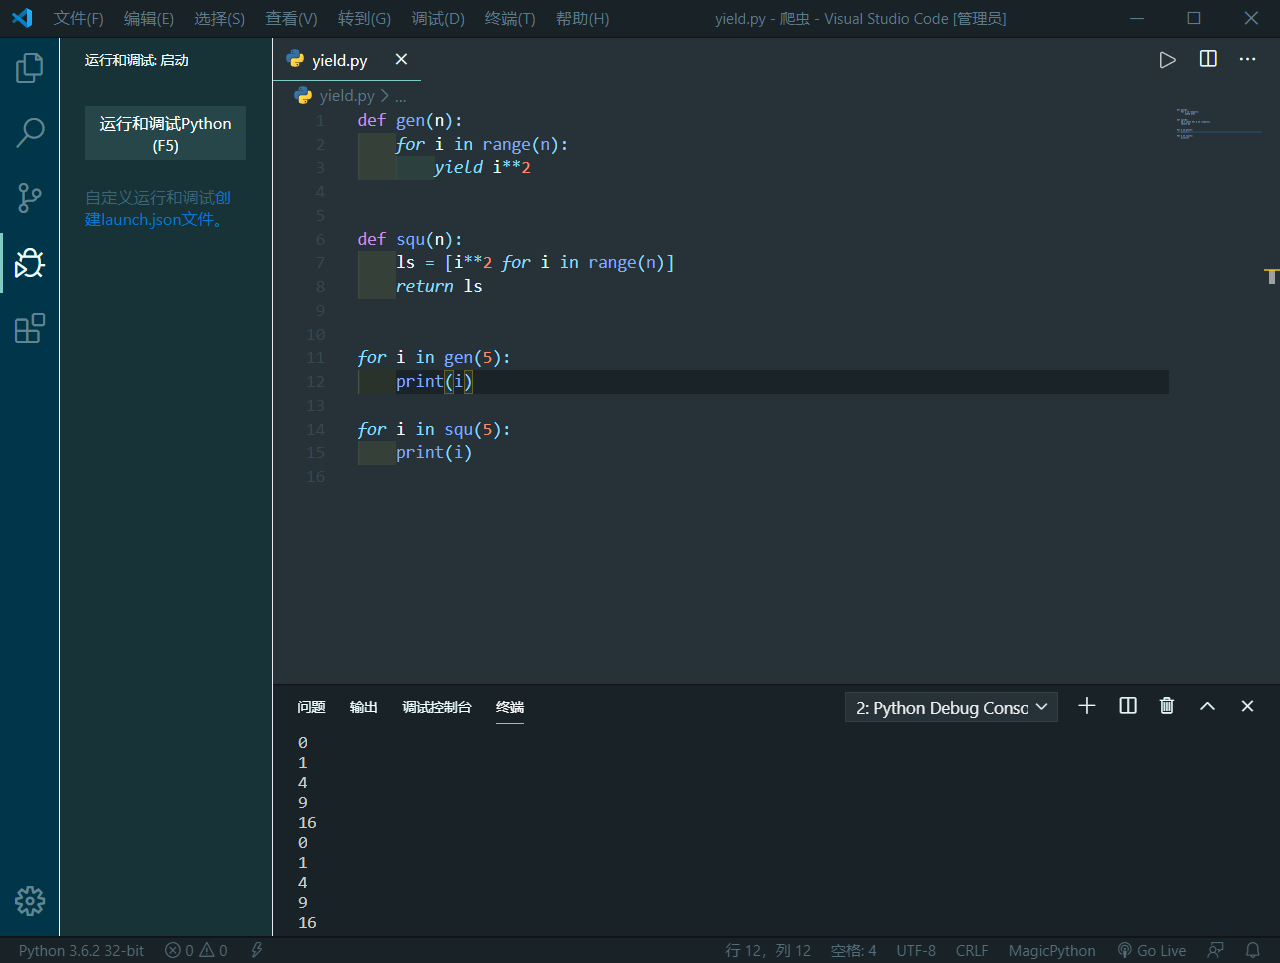 文件(F) 编辑(E) 选择(S) 查看(V) 转到(G) 调试(D) 终端(T) 帮助(H) yield.py - 爬虫 - Visual Studio Code [管理员]
运行和调试: 启动
运行和调试Python
(F5)
自定义运行和调试创
建launch.json文件。
yield.py
yield.py > ...
1 def gen(n):
2     for i in range(n):
3         yield i**2
4
5
6 def squ(n):
7     ls = [i**2 for i in range(n)]
8     return ls
9
10
11 for i in gen(5):
12     print(i)
13
14 for i in squ(5):
15     print(i)
16
问题 输出 调试控制台 终端 2: Python Debug Conso
0
1
4
9
16
0
1
4
9
16
Python 3.6.2 32-bit 0 0 行 12，列 12 空格: 4 UTF-8 CRLF MagicPython Go Live